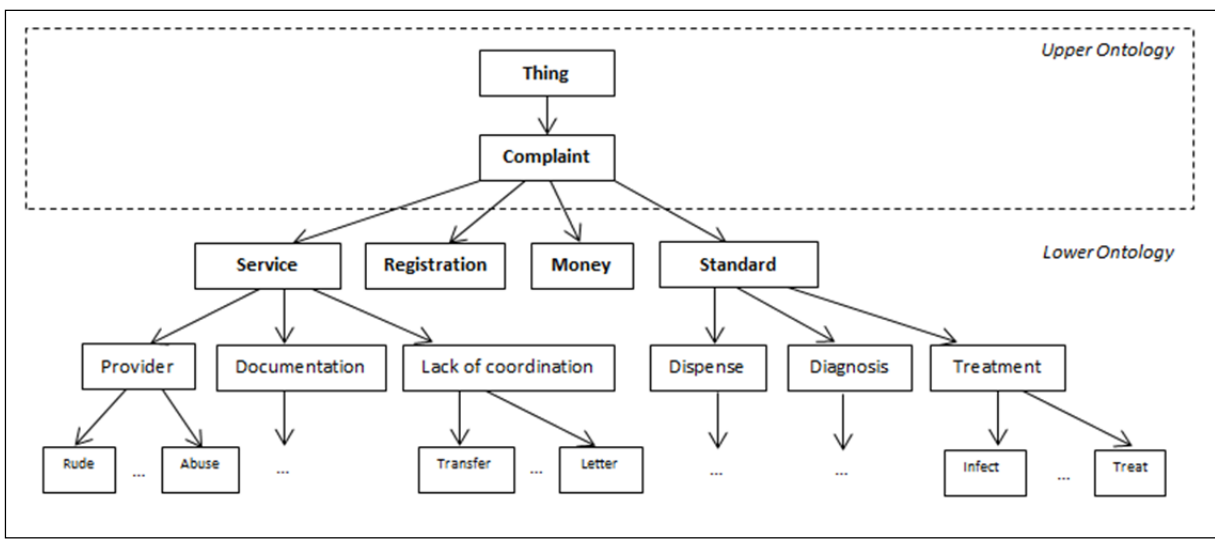 Upper Ontology
Thing
Complaint
Lower Ontology
Service
Registration
Money
Standard
Provider
Documentation
Lack of coordination
Dispense
Diagnosis
Treatment
Rude
...
Abuse
...
Transfer
...
Letter
...
...
Infect
...
Treat